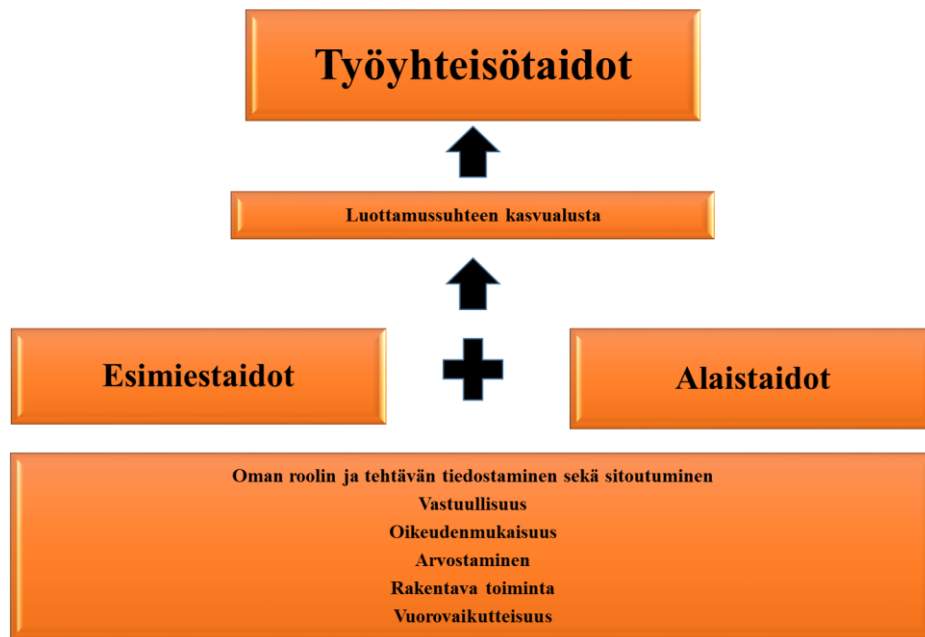 Työyhteisötaidot
Luottamussuhteen kasvualusta
Esimiestaidot
Alaistaidot
Oman roolin ja tehtävän tiedostaminen sekä sitoutuminen
Vastuullisuus
Oikeudenmukaisuus
Arvostaminen
Rakentava toiminta
Vuorovaikutteisuus